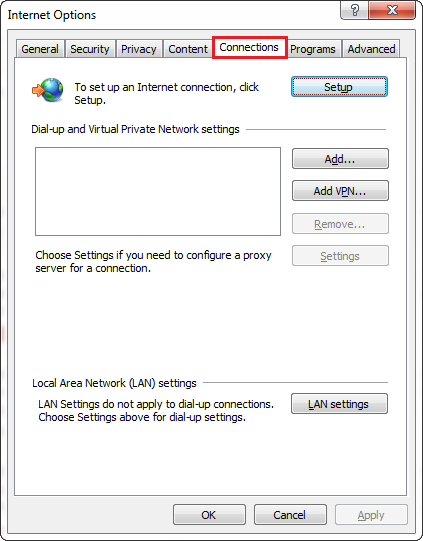 Internet Options
?
General Security Privacy Content Connections Programs Advanced
To set up an Internet connection, click
Setup.
Setup
Dial-up and Virtual Private Network settings
Add...
Add VPN...
Remove...
Choose Settings if you need to configure a proxy
server for a connection.
Settings
Local Area Network (LAN) settings
LAN Settings do not apply to dial-up connections.
Choose Settings above for dial-up settings.
LAN settings
OK Cancel Apply